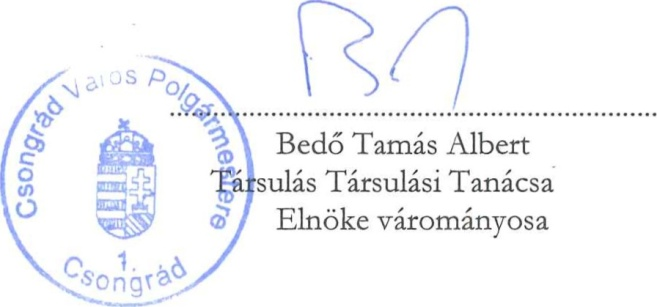 Csongrád Város Polgármestere
1.
Csongrád
Bedő Tamás Albert
Társulás Társulási Tanácsa
Elnöke várományosa